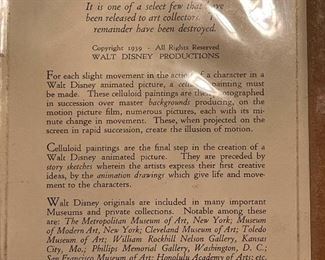 It is one of a select few that have
been released to art collectors. The
remainder have been destroyed.
Copyright 1939 - All Rights Reserved
WALT DISNEY PRODUCTIONS
For each slight movement in the action of a character in a
Walt Disney animated picture, a celluloid painting must
be made. These celluloid paintings are then photographed
in succession over master backgrounds producing, on the
motion picture film, numerous pictures, each with its mi-
nute change in movement. These, when projected on the
screen in rapid succession, create the illusion of motion.
Celluloid paintings are the final step in the creation of a
Walt Disney animated picture. They are preceded by
story sketches wherein the artists express their first creative
ideas, by the animation drawings which give life and move-
ment to the characters.
Walt Disney originals are included in many important
Museums and private collections. Notable among these
are: The Metropolitan Museum of Art, New York; Museum
of Modern Art, New York; Cleveland Museum of Art; Toledo
Museum of Art; William Rockhill Nelson Gallery, Kansas
City, Mo.; Phillips Memorial Gallery, Washington, D. C.;
San Francisco Museum of Art; Honolulu Academy of Arts; etc.